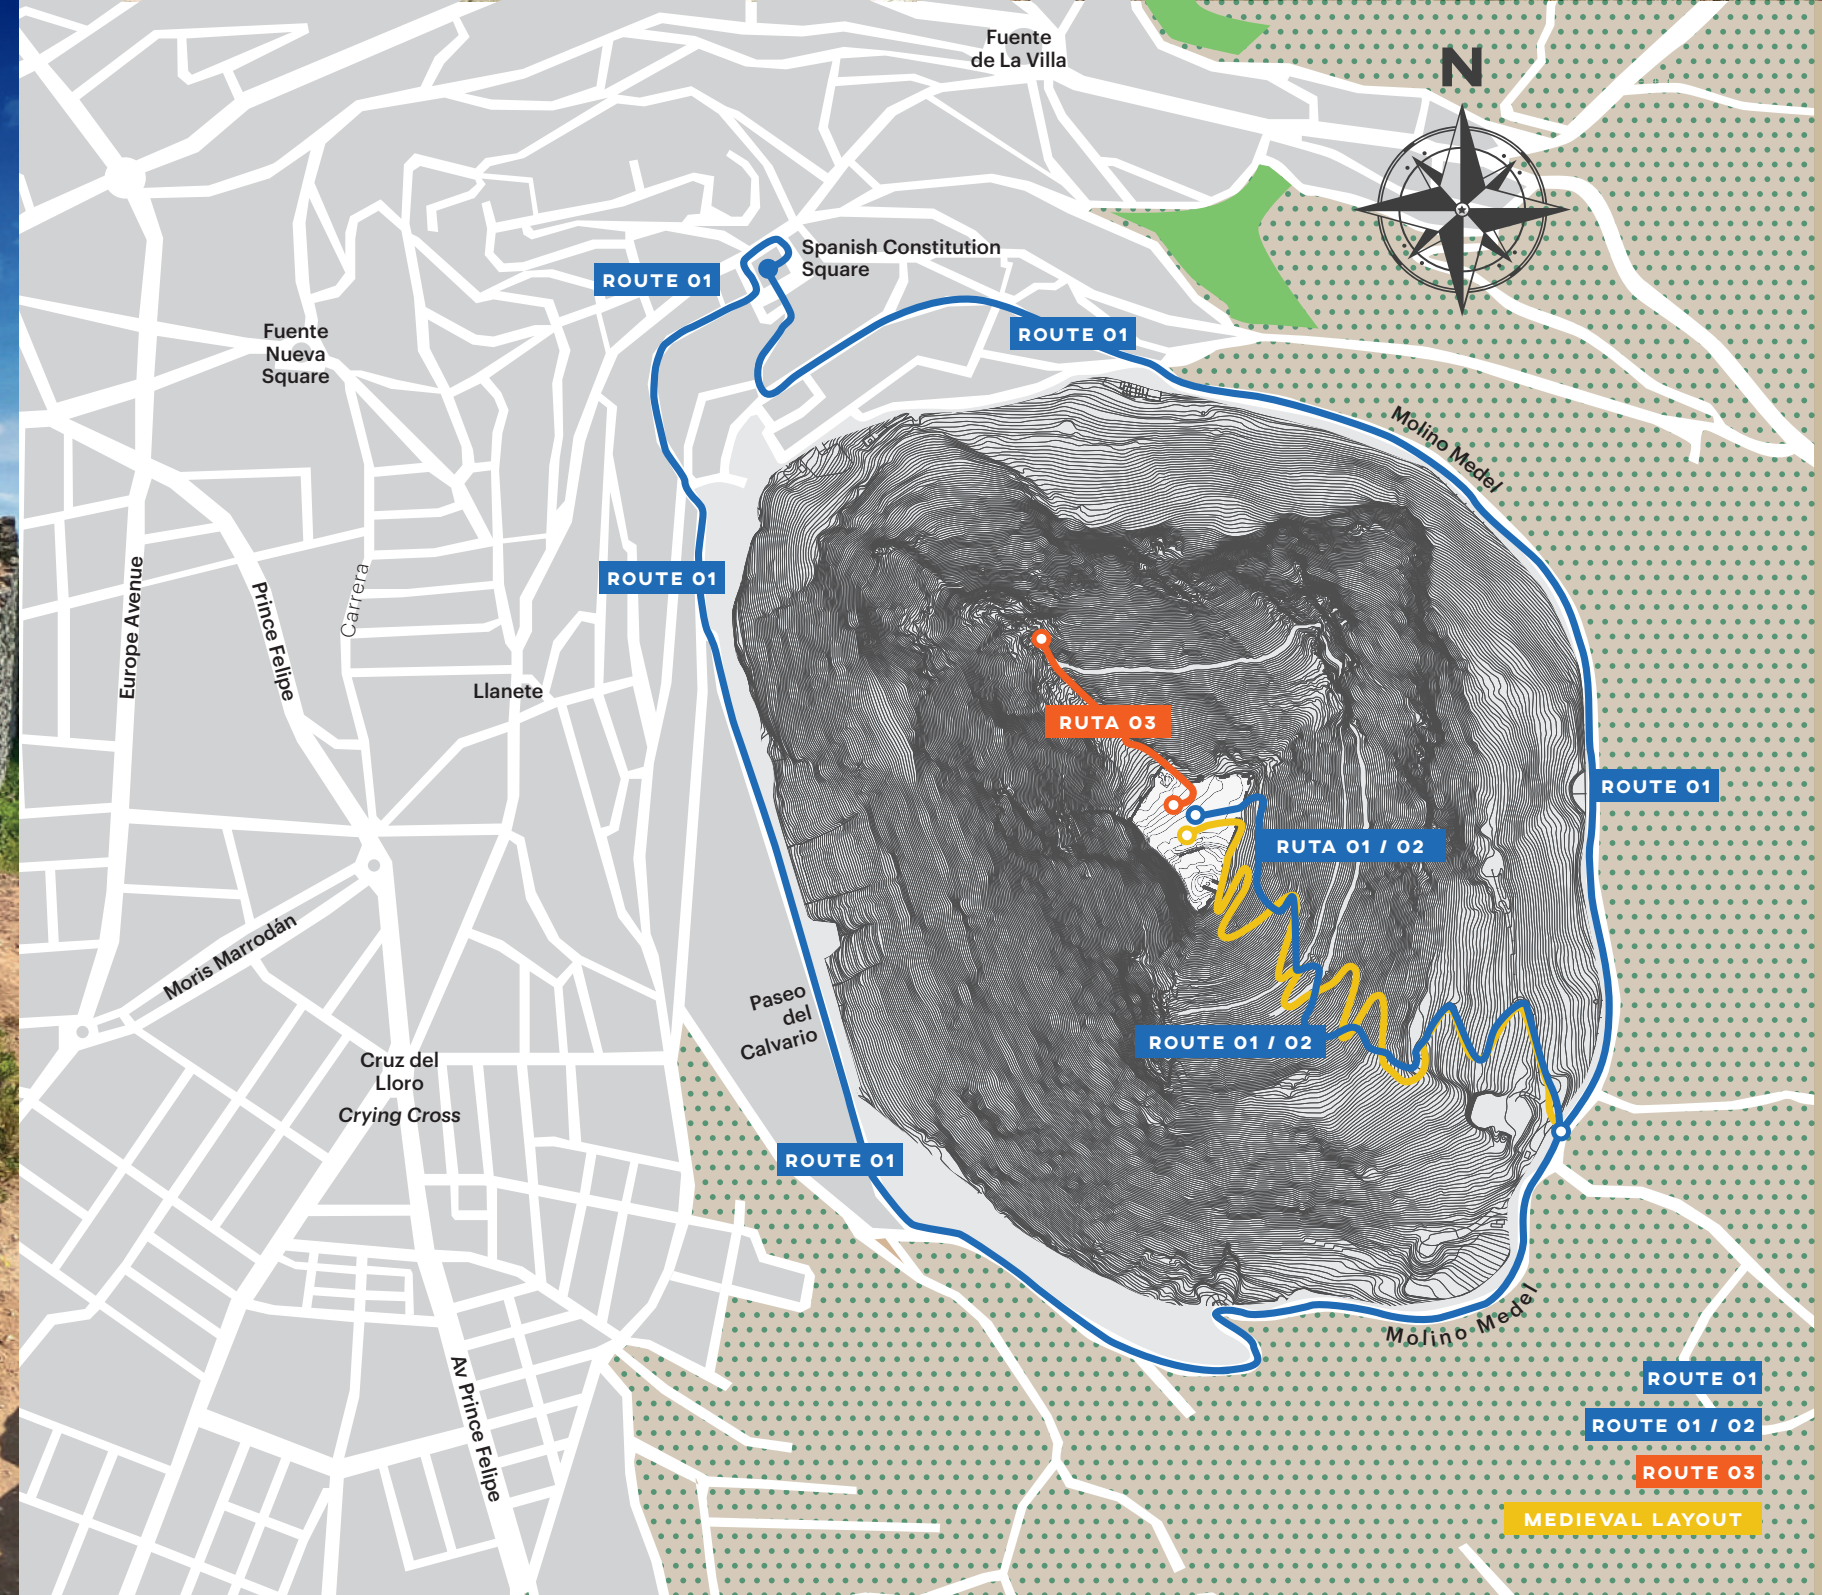 Fuente
de La Villa
N
Spanish Constitution
Square
ROUTE 01
ROUTE 01
Fuente
Nueva
Square
Molino Medel
ROUTE 01
Europe Avenue
Prince Felipe
Carrera
Llanete
RUTA 03
ROUTE 01
RUTA 01 / 02
Moris Marrodán
Paseo
del
Calvario
ROUTE 01 / 02
Cruz del
Lloro
Crying Cross
ROUTE 01
Molino Medel
Av Prince Felipe
ROUTE 01
ROUTE 01 / 02
ROUTE 03
MEDIEVAL LAYOUT